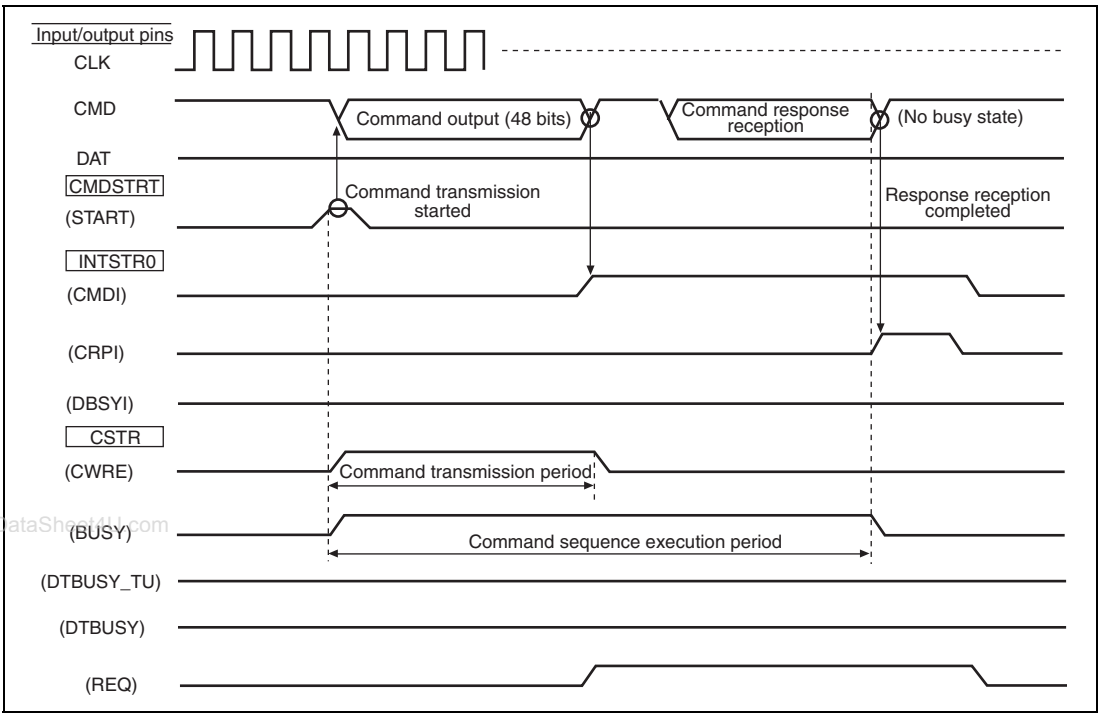 Input/output pins
CLK
CMD
Command output (48 bits)
Command response
reception
(No busy state)
DAT
CMDSTRT
(START)
Command transmission
started
Response reception
completed
INTSTR0
(CMDI)
(CRPI)
(DBSYI)
CSTR
(CWRE)
Command transmission period
DataSheet4U.com
(BUSY)
Command sequence execution period
(DTBUSY_TU)
(DTBUSY)
(REQ)